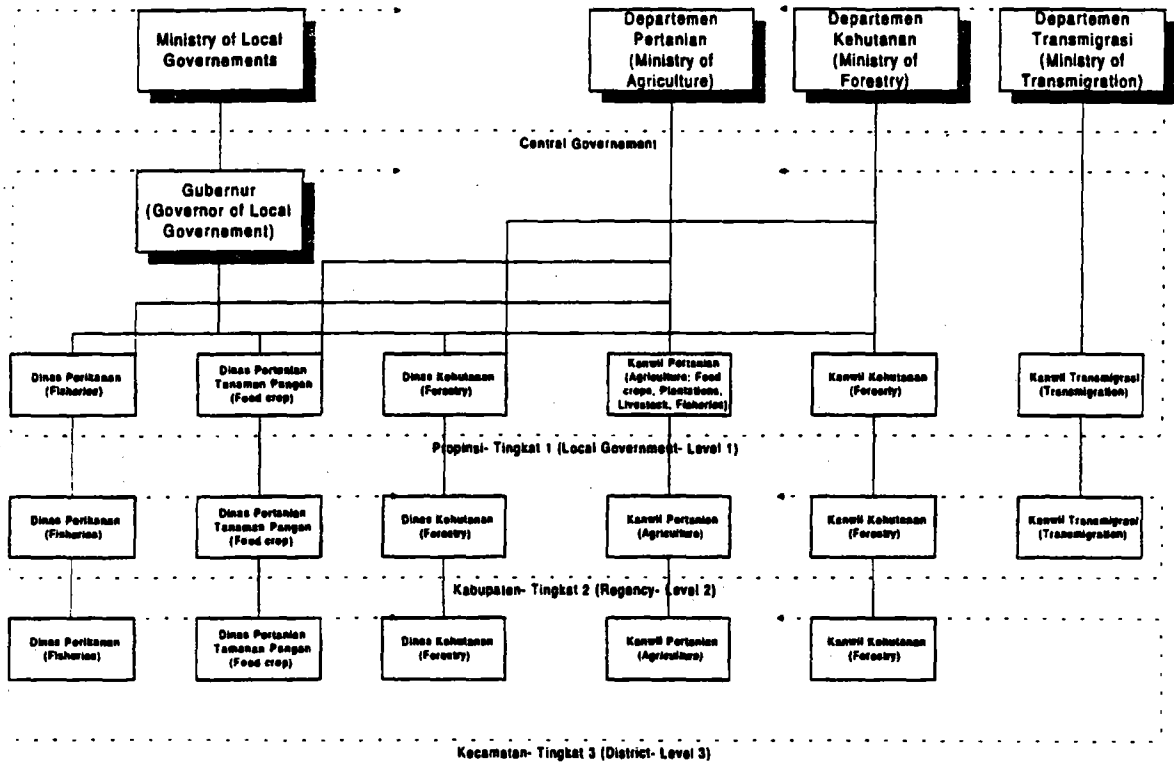 Ministry of Local
Governements
Departemen
Pertanian
(Ministry of
Agriculture)
Departemen
Kehutanan
(Ministry of
Forestry)
Departemen
Transmigrasi
(Ministry of
Transmigration)
Central Governement
Gubernur
(Governor of Local
Governement)
Dinas Perikanan
(Fisheries)
Dinas Pertanian
Tanaman Pangan
(Food crop)
Dinas Kehutanan
(Forestry)
Kanwil Pertanian
(Agriculture: Food
crops, Plantations,
Livestock, Fisheries)
Kanwil Kehutanan
(Foresrty)
Kanwil Transmigrasi
(Transmigration)
Propinsi- Tingkat 1 (Local Government- Level 1)
Dinas Perikanan
(Fisheries)
Dinas Pertanian
Tanaman Pangan
(Food crop)
Dinas Kehutanan
(Forestry)
Kanwil Pertanian
(Agriculture)
Kanwil Kehutanan
(Forestry)
Kanwil Transmigrasi
(Transmigration)
Kabupaten- Tingkat 2 (Regency- Level 2)
Dinas Perikanan
(Fisheries)
Dinas Pertanian
Tamanan Pangan
(Food crop)
Dinas Kehutanan
(Forestry)
Kanwil Pertanian
(Agriculture)
Kanwil Kehutanan
(Forestry)
Kecamatan- Tingkat 3 (District- Level 3)